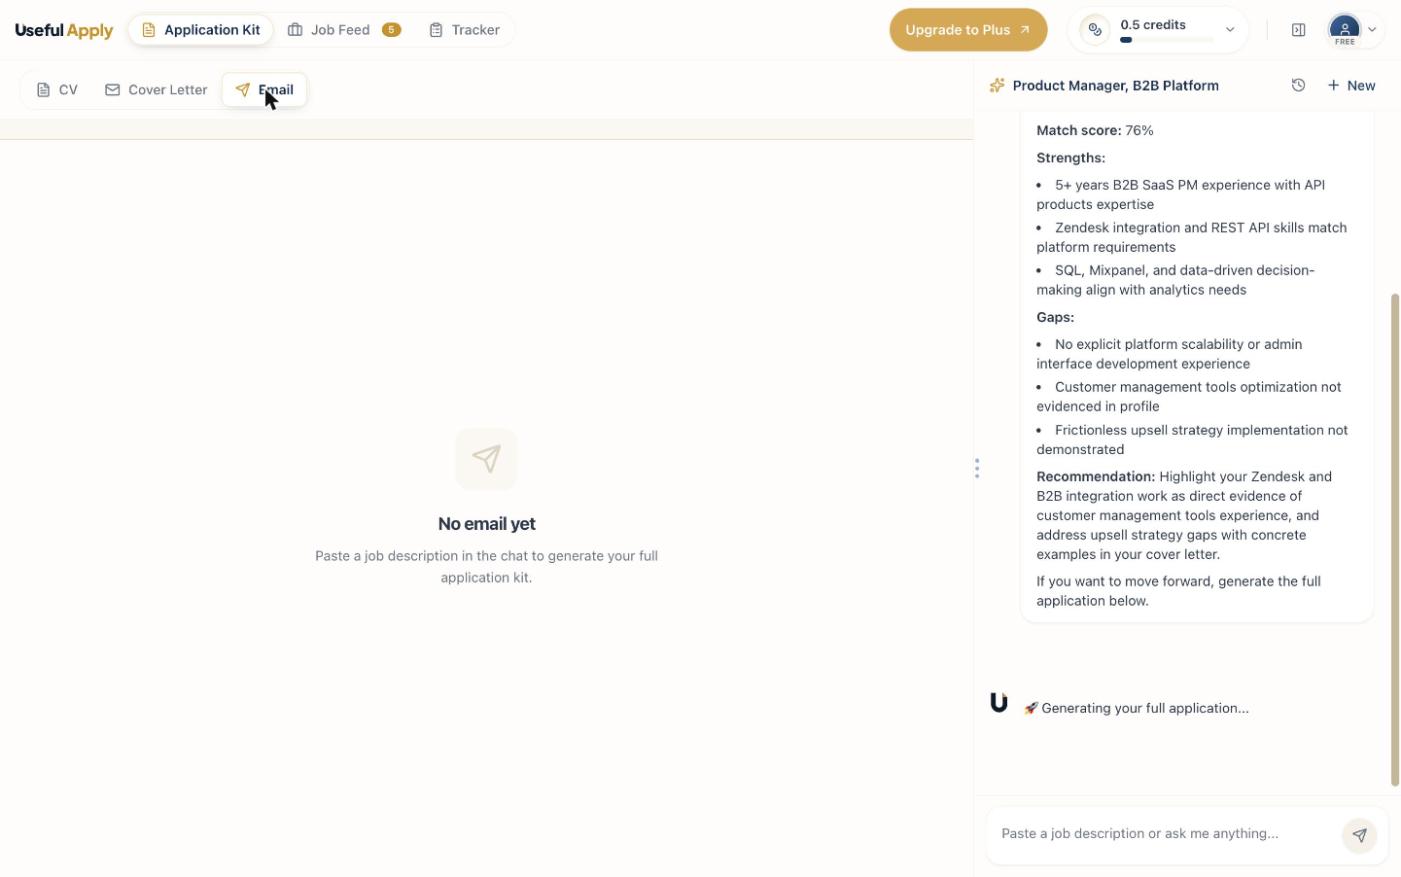 Useful Apply
Application Kit
Job Feed 5
Tracker
Upgrade to Plus
0.5 credits
FREE
CV
Cover Letter
Email
Product Manager, B2B Platform
New
Match score: 76%
Strengths:
• 5+ years B2B SaaS PM experience with API
products expertise
• Zendesk integration and REST API skills match
platform requirements
• SQL, Mixpanel, and data-driven decision-
making align with analytics needs
Gaps:
• No explicit platform scalability or admin
interface development experience
• Customer management tools optimization not
evidenced in profile
• Frictionless upsell strategy implementation not
demonstrated
Recommendation: Highlight your Zendesk and
B2B integration work as direct evidence of
customer management tools experience, and
address upsell strategy gaps with concrete
examples in your cover letter.
If you want to move forward, generate the full
application below.
No email yet
Paste a job description in the chat to generate your full
application kit.
U
🚀 Generating your full application...
Paste a job description or ask me anything...